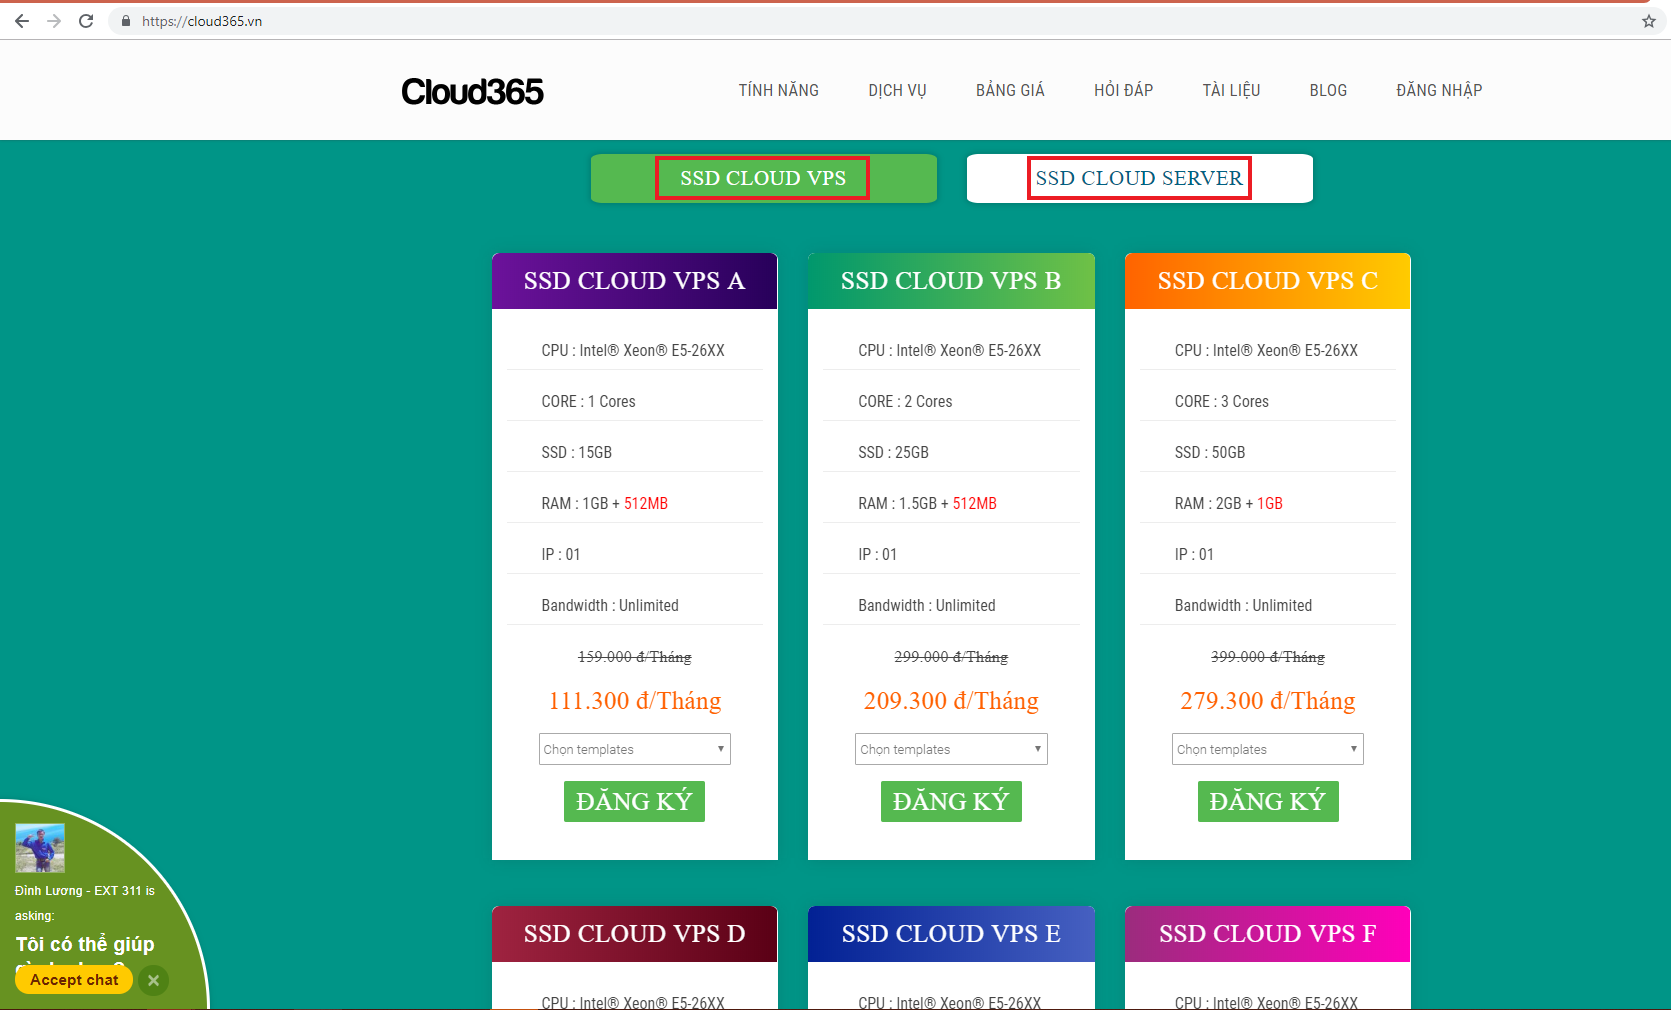 https://cloud365.vn
Cloud365
TÍNH NĂNG
DỊCH VỤ
BẢNG GIÁ
HỎI ĐÁP
TÀI LIỆU
BLOG
ĐĂNG NHẬP
SSD CLOUD VPS
SSD CLOUD SERVER
SSD CLOUD VPS A
CPU : Intel® Xeon® E5-26XX
CORE : 1 Cores
SSD : 15GB
RAM : 1GB + 512MB
IP : 01
Bandwidth : Unlimited
159.000 đ/Tháng
111.300 đ/Tháng
Chọn templates
ĐĂNG KÝ
SSD CLOUD VPS B
CPU : Intel® Xeon® E5-26XX
CORE : 2 Cores
SSD : 25GB
RAM : 1.5GB + 512MB
IP : 01
Bandwidth : Unlimited
299.000 đ/Tháng
209.300 đ/Tháng
Chọn templates
ĐĂNG KÝ
SSD CLOUD VPS C
CPU : Intel® Xeon® E5-26XX
CORE : 3 Cores
SSD : 50GB
RAM : 2GB + 1GB
IP : 01
Bandwidth : Unlimited
399.000 đ/Tháng
279.300 đ/Tháng
Chọn templates
ĐĂNG KÝ
SSD CLOUD VPS D
CPU : Intel® Xeon® E5-26XX
SSD CLOUD VPS E
CPU : Intel® Xeon® E5-26XX
SSD CLOUD VPS F
CPU : Intel® Xeon® E5-26XX
Đình Lương - EXT 311 is
asking:
Tôi có thể giúp
Accept chat